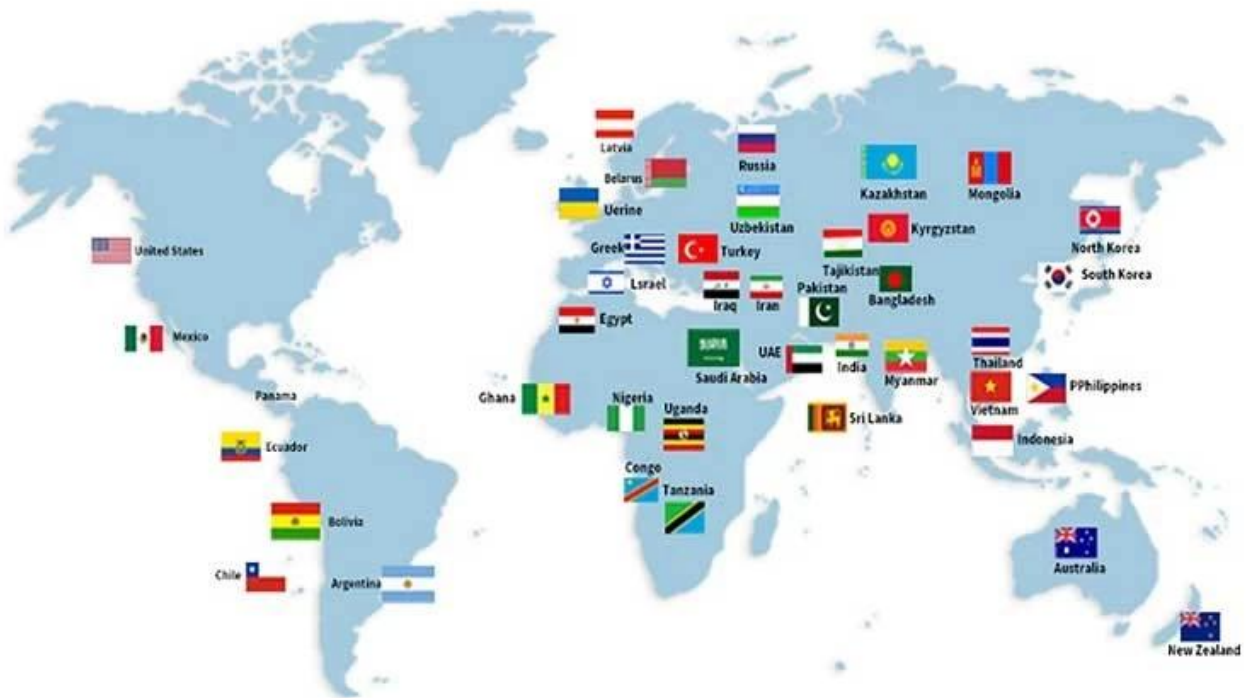 Latvia
Russia
Belarus
Kazakhstan
Mongolia
Uerine
Uzbekistan
Kyrgyzstan
North Korea
United States
Greek
Turkey
Tajikistan
South Korea
Lsrael
Iraq
Iran
Pakistan
Bangladesh
Egypt
Mexico
Saudi Arabia
UAE
India
Myanmar
Thailand
PPhilippines
Panama
Ghana
Nigeria
Uganda
Sri Lanka
Vietnam
Indonesia
Ecuador
Congo
Tanzania
Bolivia
Chile
Argentina
Australia
New Zealand